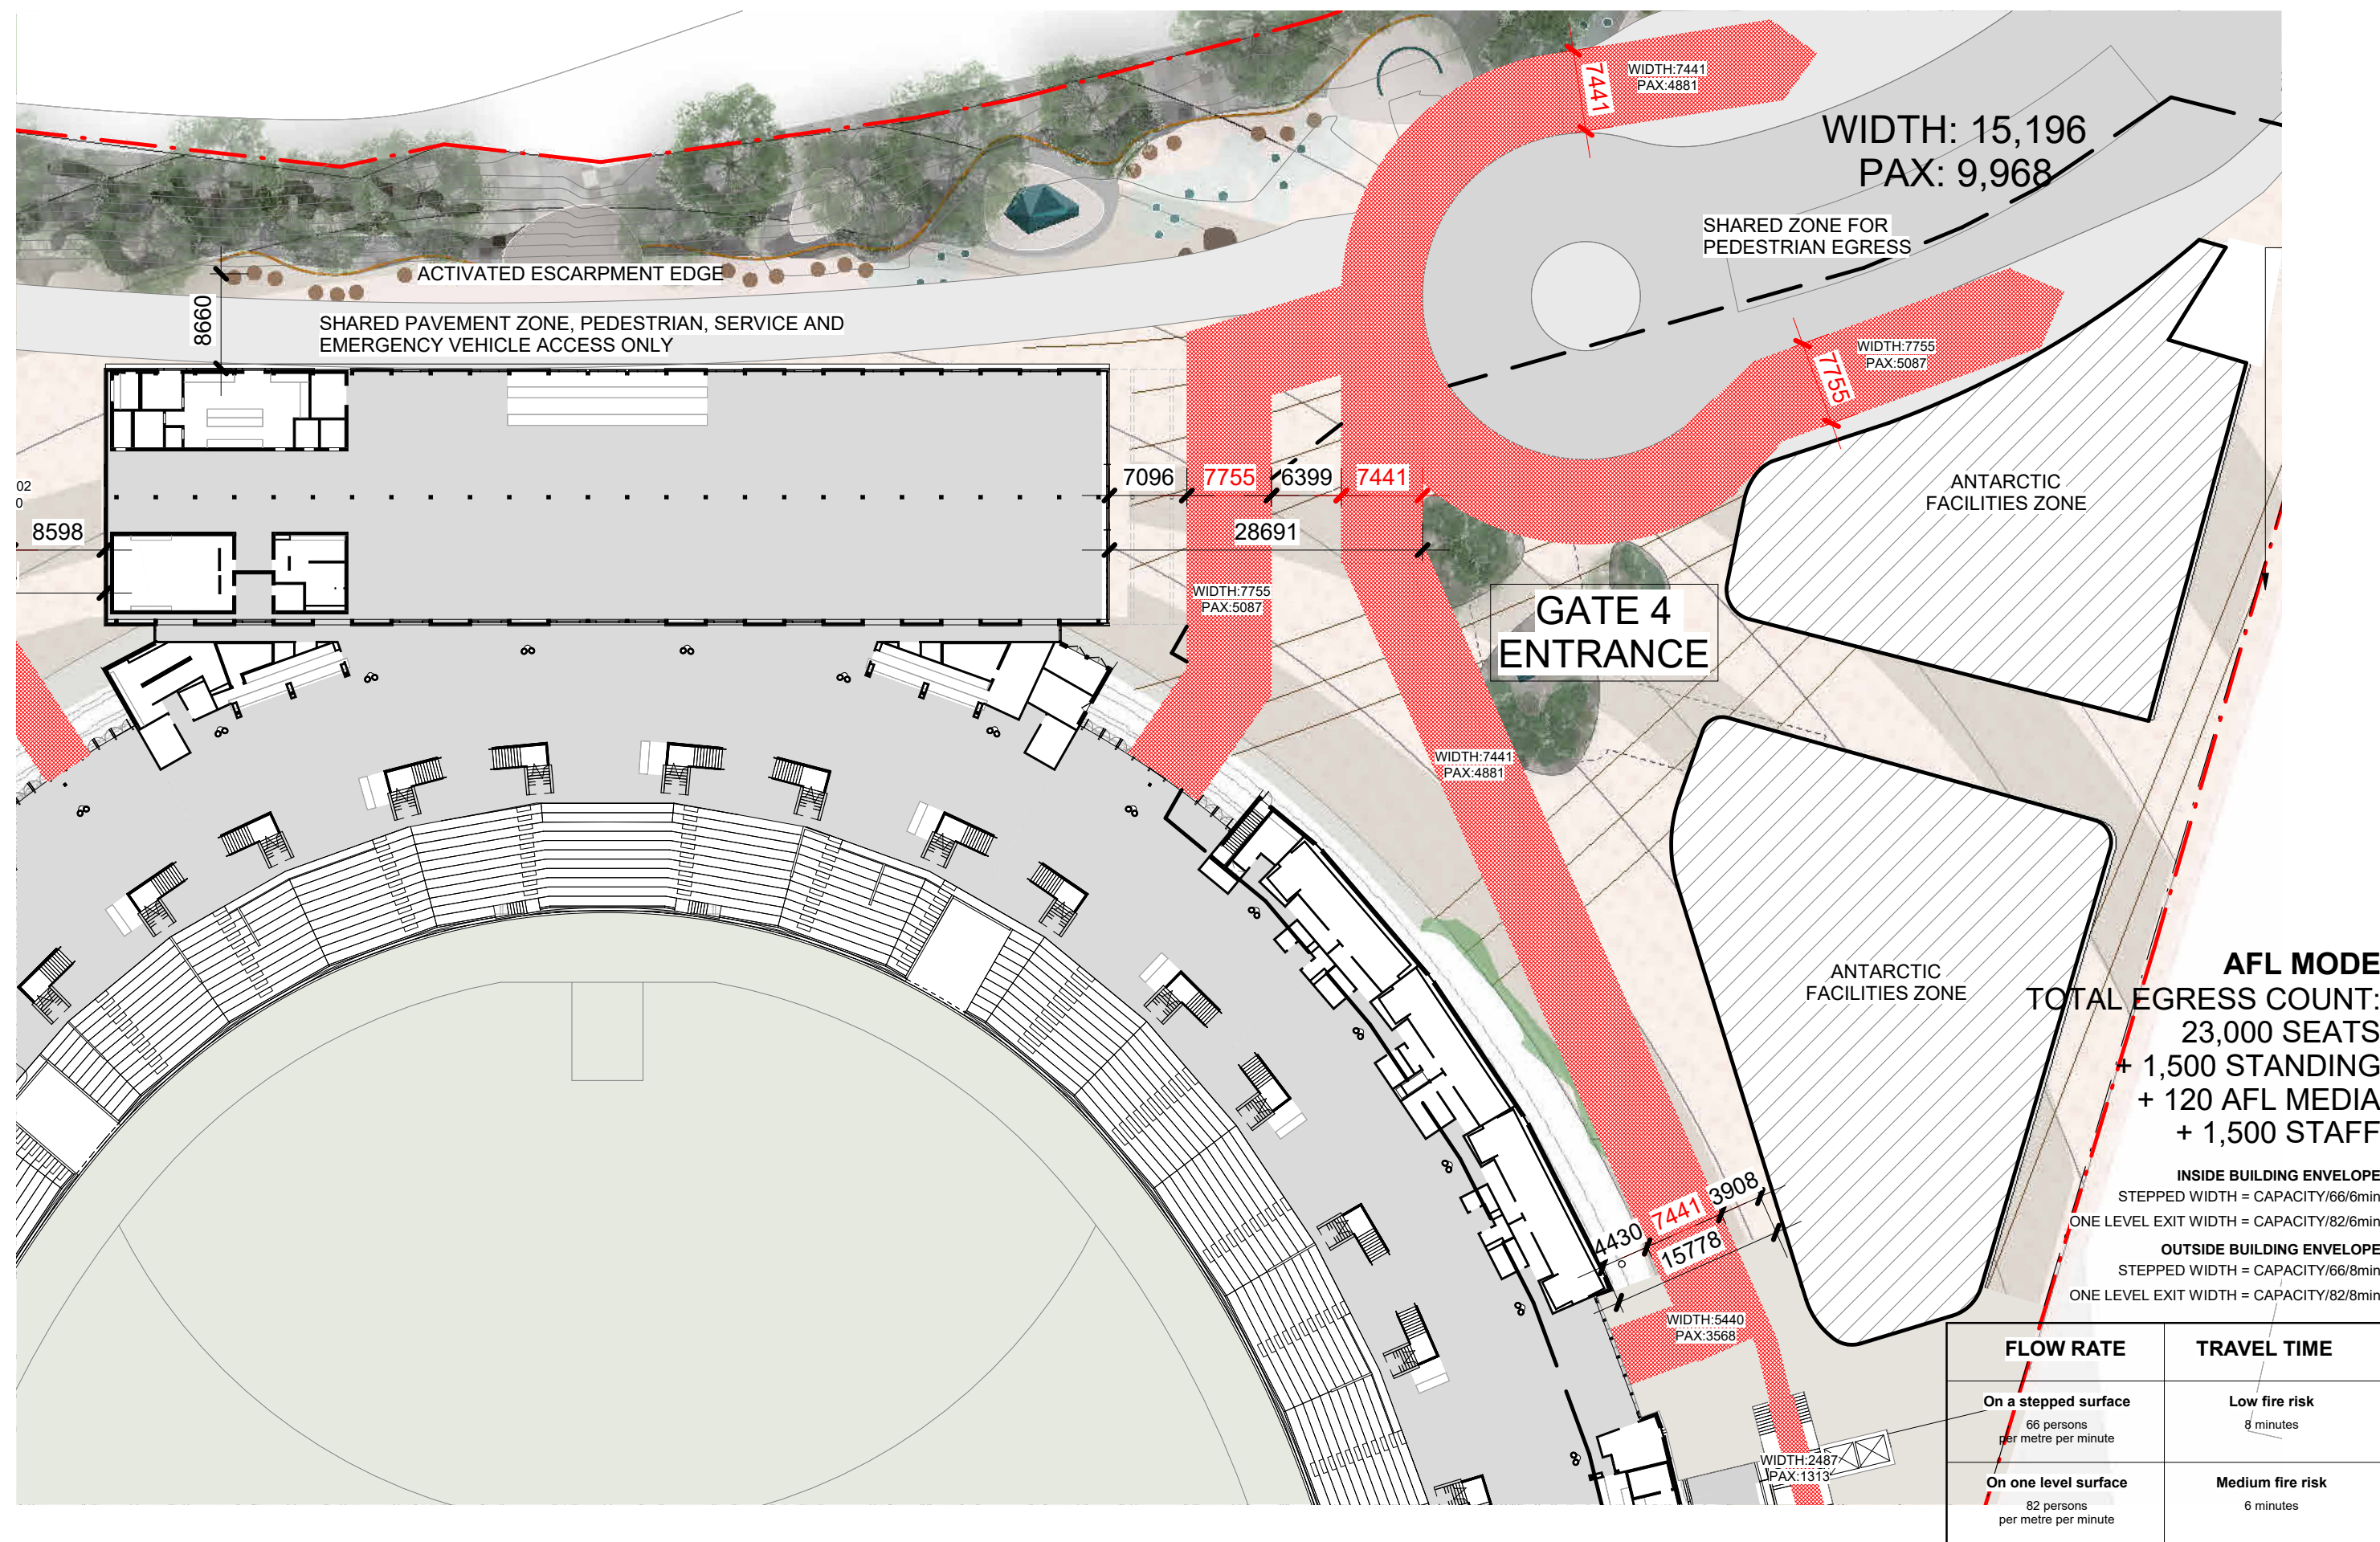 7441
WIDTH:7441
PAX:4881
WIDTH: 15,196
PAX: 9,968
SHARED ZONE FOR
PEDESTRIAN EGRESS
ACTIVATED ESCARPMENT EDGE
8660
SHARED PAVEMENT ZONE, PEDESTRIAN, SERVICE AND
EMERGENCY VEHICLE ACCESS ONLY
WIDTH:7755
PAX:5087
7755
7096
7755
6399
7441
ANTARCTIC
FACILITIES ZONE
02
0
8598
28691
WIDTH:7755
PAX:5087
GATE 4
ENTRANCE
WIDTH:7441
PAX:4881
ANTARCTIC
FACILITIES ZONE
AFL MODE
TOTAL EGRESS COUNT:
23,000 SEATS
+ 1,500 STANDING
+ 120 AFL MEDIA
+ 1,500 STAFF
INSIDE BUILDING ENVELOPE
STEPPED WIDTH = CAPACITY/66/6min
ONE LEVEL EXIT WIDTH = CAPACITY/82/6min
OUTSIDE BUILDING ENVELOPE
STEPPED WIDTH = CAPACITY/66/8min
ONE LEVEL EXIT WIDTH = CAPACITY/82/8min
4430
7441
3908
15778
WIDTH:5440
PAX:3568
WIDTH:2487
PAX:1313
FLOW RATE
TRAVEL TIME
On a stepped surface
66 persons
per metre per minute
Low fire risk
8 minutes
On one level surface
82 persons
per metre per minute
Medium fire risk
6 minutes